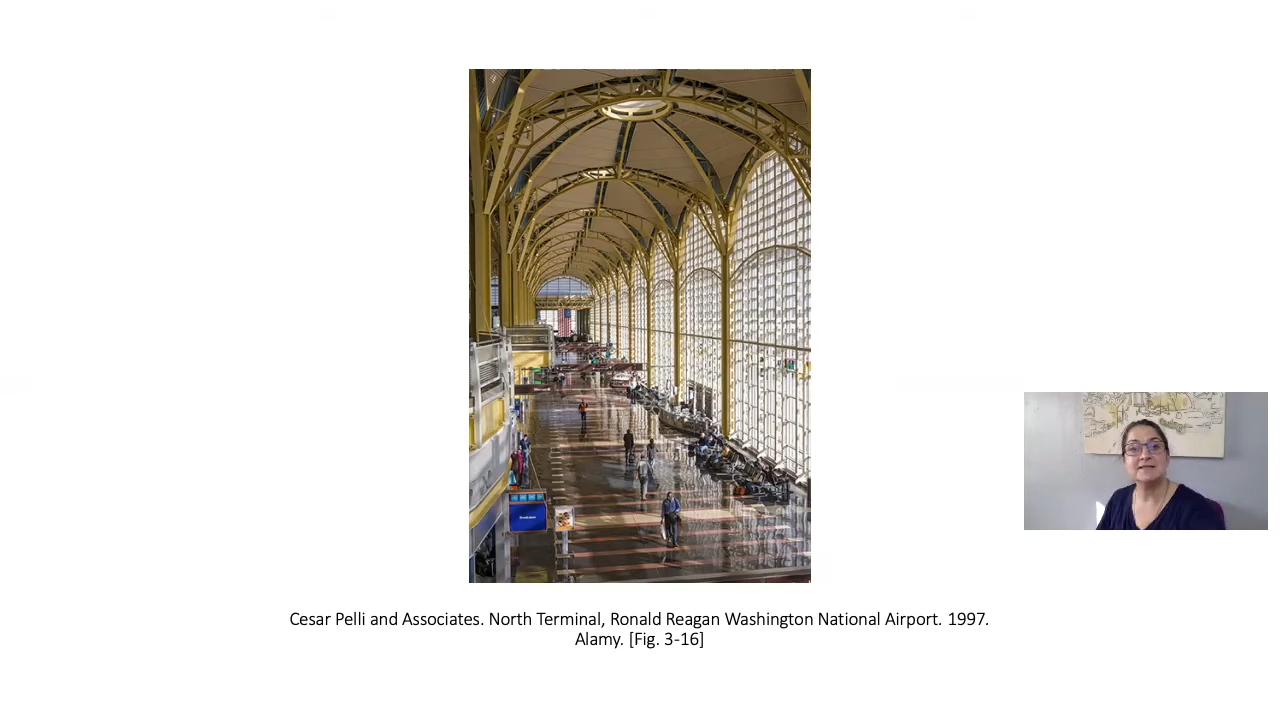 Cesar Pelli and Associates. North Terminal, Ronald Reagan Washington National Airport. 1997.
Alamy. [Fig. 3-16]